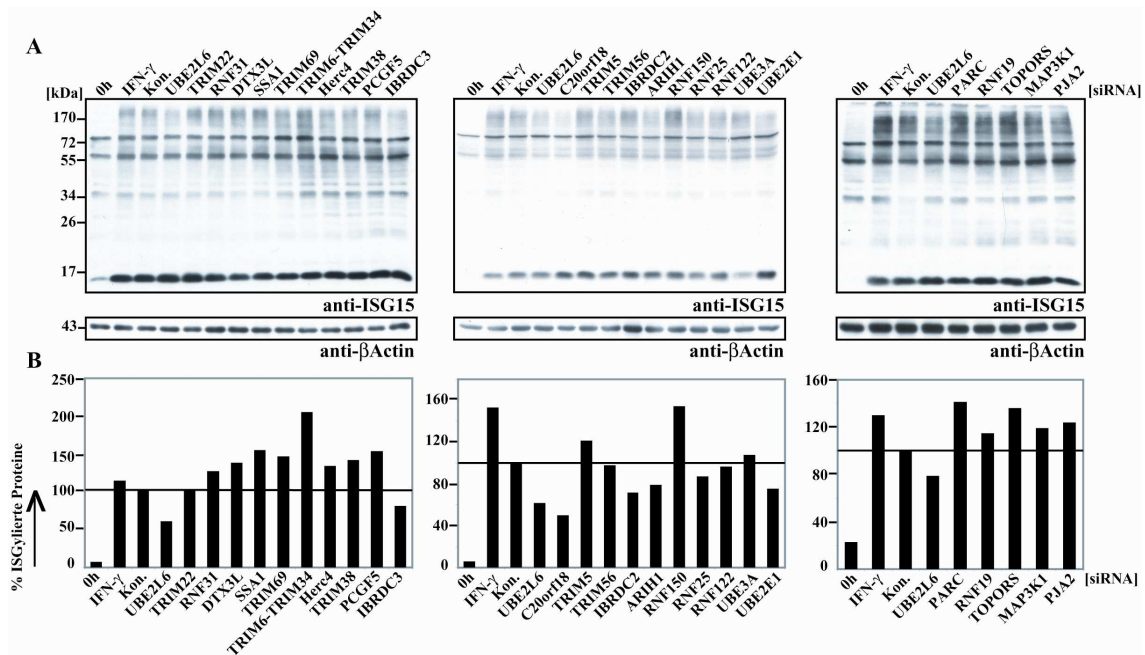 A
0h IFN-γ Kon. UBE2L6 TRIM22 RNF31 DTX3L SSA1 TRIM69 TRIM6-TRIM34 Herc4 TRIM38 PCGF5 IBRDC3
0h IFN-γ Kon. UBE2L6 C20orf18 TRIM5 TRIM56 IBRDC2 ARIH1 RNF150 RNF25 RNF122 UBE3A UBE2E1
0h IFN-γ Kon. UBE2L6 PARC RNF19 TOPORS MAP3K1 PJA2
[kDa]
[siRNA]
170
72
55
34
26
17
anti-ISG15
anti-ISG15
anti-ISG15
43
anti-βActin
anti-βActin
anti-βActin
B
% ISGylierte Proteine
250
200
150
100
50
0
0h IFN-γ Kon. UBE2L6 TRIM22 RNF31 DTX3L SSA1 TRIM69 TRIM6-TRIM34 Herc4 TRIM38 PCGF5 IBRDC3
160
120
80
40
0
0h IFN-γ Kon. UBE2L6 C20orf18 TRIM5 TRIM56 IBRDC2 ARIH1 RNF150 RNF25 RNF122 UBE3A UBE2E1
160
120
80
40
0
0h IFN-γ Kon. UBE2L6 PARC RNF19 TOPORS MAP3K1 PJA2
[siRNA]